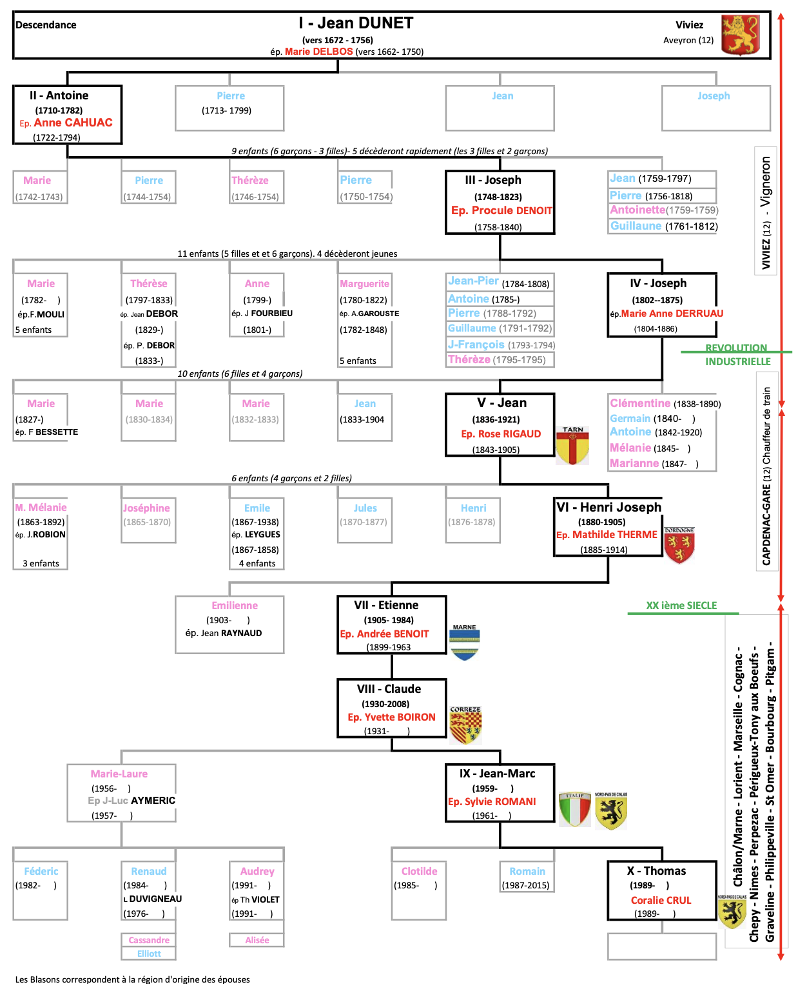 Descendance
I - Jean DUNET
(vers 1672 - 1756)
ép. Marie DELBOS (vers 1662- 1750)
Viviez
Aveyron (12)
II - Antoine
(1710-1782)
Ep. Anne CAHUAC
(1722-1794)
Pierre
(1713- 1799)
Jean
Joseph
9 enfants (6 garçons - 3 filles)- 5 décèderont rapidement (les 3 filles et 2 garçons)
Marie
(1742-1743)
Pierre
(1744-1754)
Thérèze
(1746-1754)
Pierre
(1750-1754)
III - Joseph
(1748-1823)
Ep. Procule DENOIT
(1758-1840)
Jean (1759-1797)
Pierre (1756-1818)
Antoinette(1759-1759)
Guillaune (1761-1812)
VIVIEZ (12) - Vigneron
11 enfants (5 filles et et 6 garçons). 4 décèderont jeunes
Marie
(1782- )
ép.F.MOULI
5 enfants
Thérèse
(1797-1833)
ép. Jean DEBOR
(1829-)
ép. P. DEBOR
(1833-)
Anne
(1799-)
ép. J FOURBIEU
(1801-)
Marguerite
(1780-1822)
ép. A.GAROUSTE
(1782-1848)
5 enfants
Jean-Pier (1784-1808)
Antoine (1785-)
Pierre (1788-1792)
Guillaume (1791-1792)
J-François (1793-1794)
Thérèze (1795-1795)
IV - Joseph
(1802--1875)
ép.Marie Anne DERRUAU
(1804-1886)
REVOLUTION
INDUSTRIELLE
10 enfants (6 filles et 4 garçons)
Marie
(1827-)
ép. F BESSETTE
Marie
(1830-1834)
Marie
(1832-1833)
Jean
(1833-1904
V - Jean
(1836-1921)
Ep. Rose RIGAUD
(1843-1905)
TARN
Clémentine (1838-1890)
Germain (1840- )
Antoine (1842-1920)
Mélanie (1845- )
Marianne (1847- )
CAPDENAC-GARE (12) Chauffeur de train
6 enfants (4 garçons et 2 filles)
M. Mélanie
(1863-1892)
ép. J.ROBION
3 enfants
Joséphine
(1865-1870)
Emile
(1867-1938)
ép. LEYGUES
(1867-1858)
4 enfants
Jules
(1870-1877)
Henri
(1876-1878)
VI - Henri Joseph
(1880-1905)
Ep. Mathilde THERME
(1885-1914)
DORDOGNE
Emilienne
(1903- )
ép. Jean RAYNAUD
VII - Etienne
(1905- 1984)
Ep. Andrée BENOIT
(1899-1963
MARNE
XX ième SIECLE
VIII - Claude
(1930-2008)
Ep. Yvette BOIRON
(1931- )
CORREZE
Marie-Laure
(1956- )
Ep J-Luc AYMERIC
(1957- )
IX - Jean-Marc
(1959- )
Ep. Sylvie ROMANI
(1961- )
ITALIE
NORD-PAS DE CALAIS
Châlon/Marne - Lorient - Marseille - Cognac -
Chepy - Nimes - Perpezac - Périgueux-Tony aux Boeufs -
Graveline - Philippeville - St Omer - Bourbourg - Pitgam -
Féderic
(1982- )
Renaud
(1984- )
L DUVIGNEAU
(1976- )
Audrey
(1991- )
ép Th VIOLET
(1991- )
Clotilde
(1985- )
Romain
(1987-2015)
X - Thomas
(1989- )
Coralie CRUL
(1989- )
NORD-PAS DE CALAIS
Cassandre
Elliott
Alisée
Les Blasons correspondent à la région d'origine des épouses